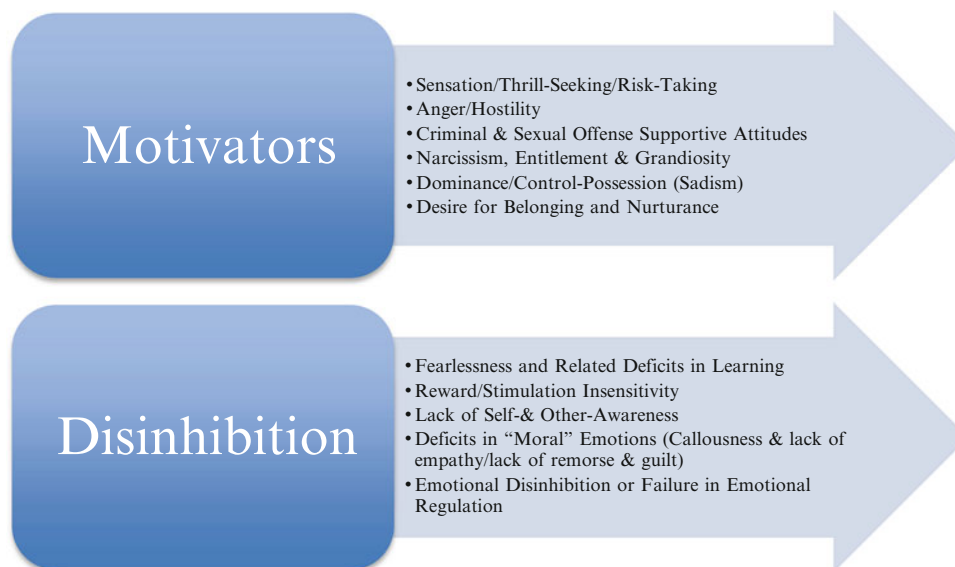 Motivators
• Sensation/Thrill-Seeking/Risk-Taking
• Anger/Hostility
• Criminal & Sexual Offense Supportive Attitudes
• Narcissism, Entitlement & Grandiosity
• Dominance/Control-Possession (Sadism)
• Desire for Belonging and Nurturance
Disinhibition
• Fearlessness and Related Deficits in Learning
• Reward/Stimulation Insensitivity
• Lack of Self-& Other-Awareness
• Deficits in “Moral” Emotions (Callousness & lack of
empathy/lack of remorse & guilt)
• Emotional Disinhibition or Failure in Emotional
Regulation